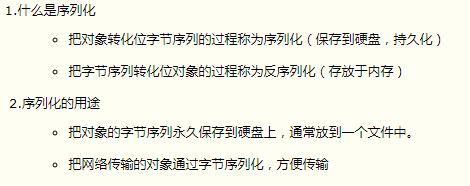 1.什么是序列化
把对象转化位字节序列的过程称为序列化（保存到硬盘，持久化）
把字节序列转化位对象的过程称为反序列化（存放于内存）
2.序列化的用途
把对象的字节序列永久保存到硬盘上，通常放到一个文件中。
把网络传输的对象通过字节序列化，方便传输